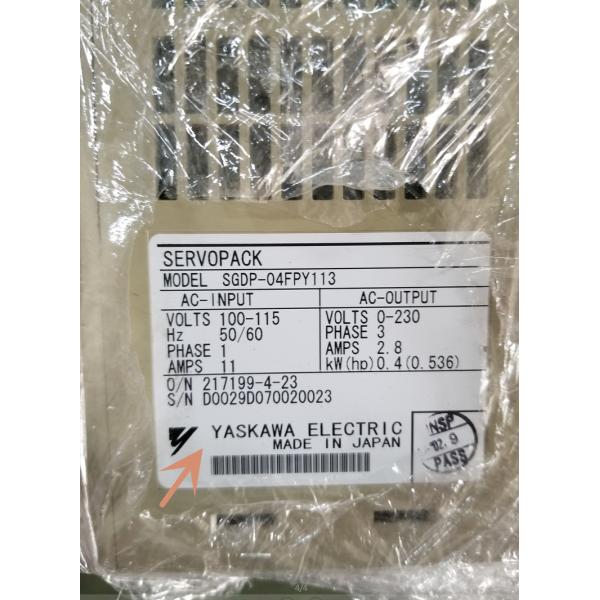 SERVOPACK
MODEL SGDP-04FPY113
AC-INPUT AC-OUTPUT
VOLTS 100-115 VOLTS 0-230
Hz 50/60 PHASE 3
PHASE 1 AMPS 2.8
AMPS 11 kW(hp) 0.4(0.536)
O/N 217199-4-23
S/N D0029D070020023
YASKAWA ELECTRIC
MADE IN JAPAN
INSP
02.9
PASS
4/4